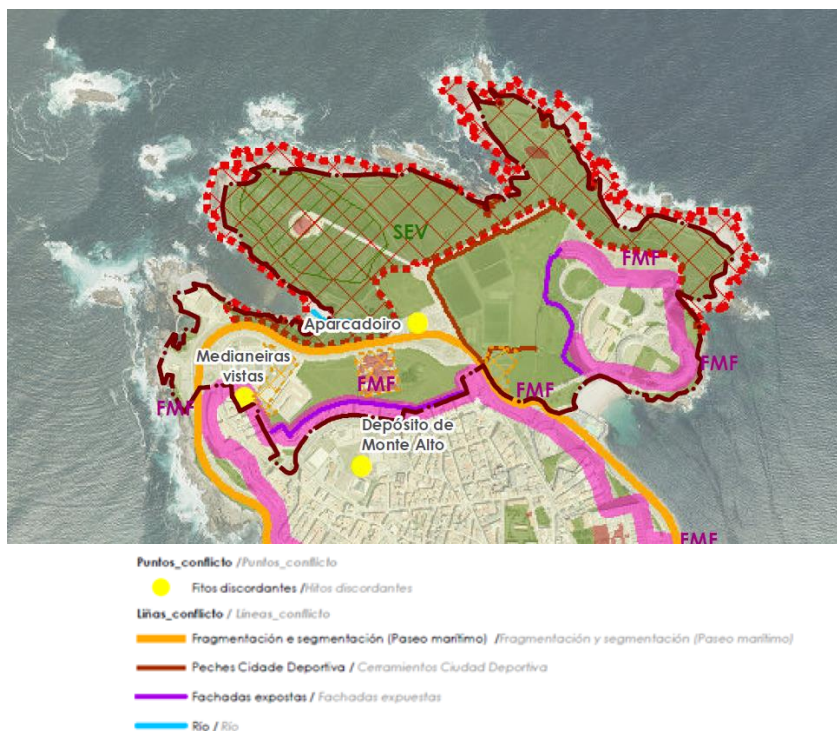 SEV
FMF
Aparcadoiro
Medianeiras
vistas
FMF
FMF
FMF
FMF
Depósito de
Monte Alto
FMF
Puntos_conflicto /Puntos_conflicto
Fitos discordantes /Hitos discordantes
Liñas_conflicto / Líneas_conflicto
Fragmentación e segmentación (Paseo marítimo) /Fragmentación y segmentación (Paseo marítimo)
Peches Cidade Deportiva / Cerramientos Ciudad Deportiva
Fachadas expostas / Fachadas expuestas
Río / Río